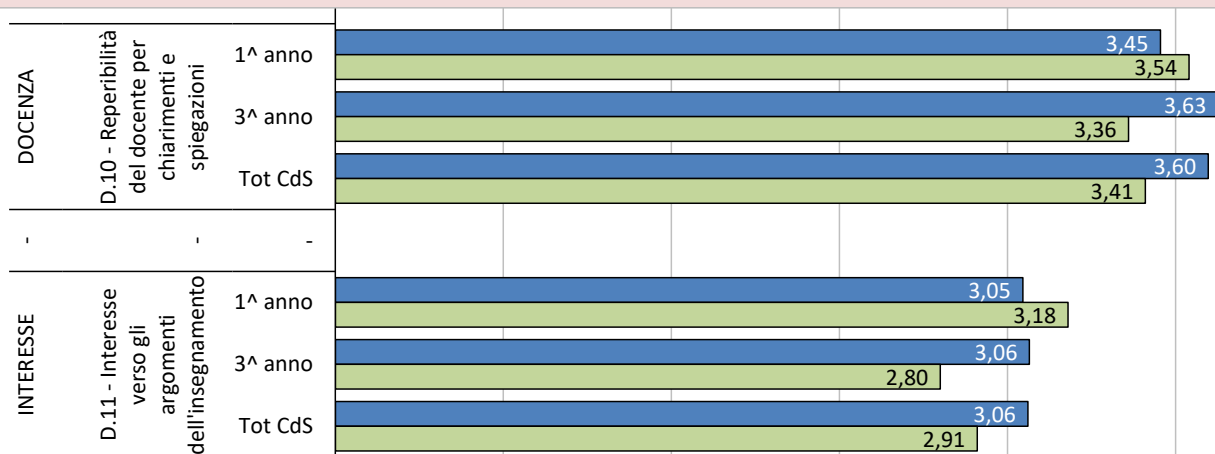 DOCENZA
D.10 - Reperibilità
del docente per
chiarimenti e
spiegazioni
1^ anno
3,45
3,54
3^ anno
3,63
3,36
Tot CdS
3,60
3,41
-
-
-
INTERESSE
D.11 - Interesse
verso gli
argomenti
dell'insegnamento
1^ anno
3,05
3,18
3^ anno
3,06
2,80
Tot CdS
3,06
2,91